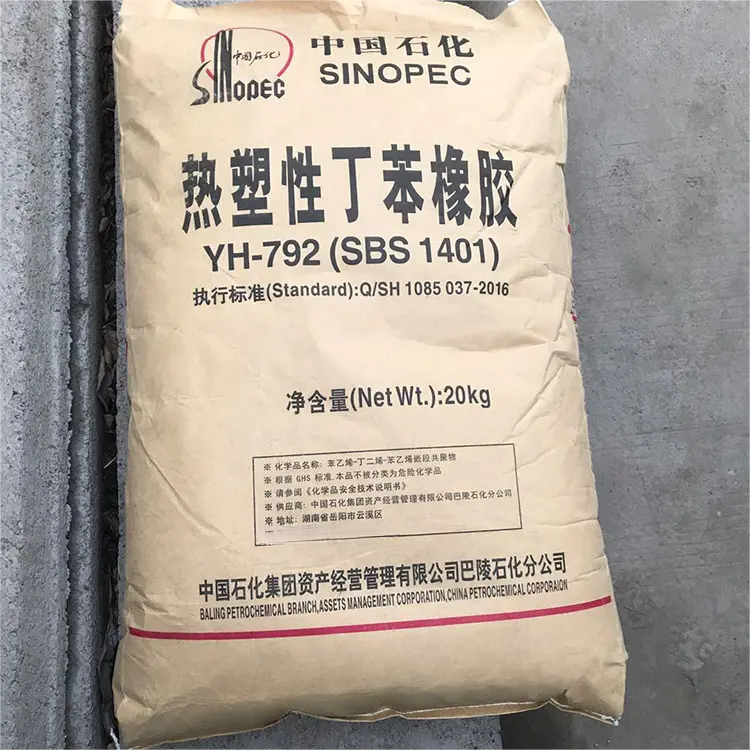 中国石化
SINOPEC
中国石化
SINOPEC
热塑性丁苯橡胶
YH-792 (SBS 1401)
执行标准(Standard):Q/SH 1085 037-2016
净含量(Net Wt.):20kg
※ 化学品名称: 苯乙烯-丁二烯-苯乙烯嵌段共聚物
※ 根据 GHS 标准,本品不被分类为危险化学品
※ 请参阅《化学品安全技术说明书》
※ 供应商: 中国石化集团资产经营管理有限公司巴陵石化分公司
※ 地址: 湖南省岳阳市云溪区
※
中国石化集团资产经营管理有限公司巴陵石化分公司
BALING PETROCHEMICAL BRANCH,ASSETS MANAGEMENT CORPORATION,CHINA PETROCHEMICAL CORPORAION